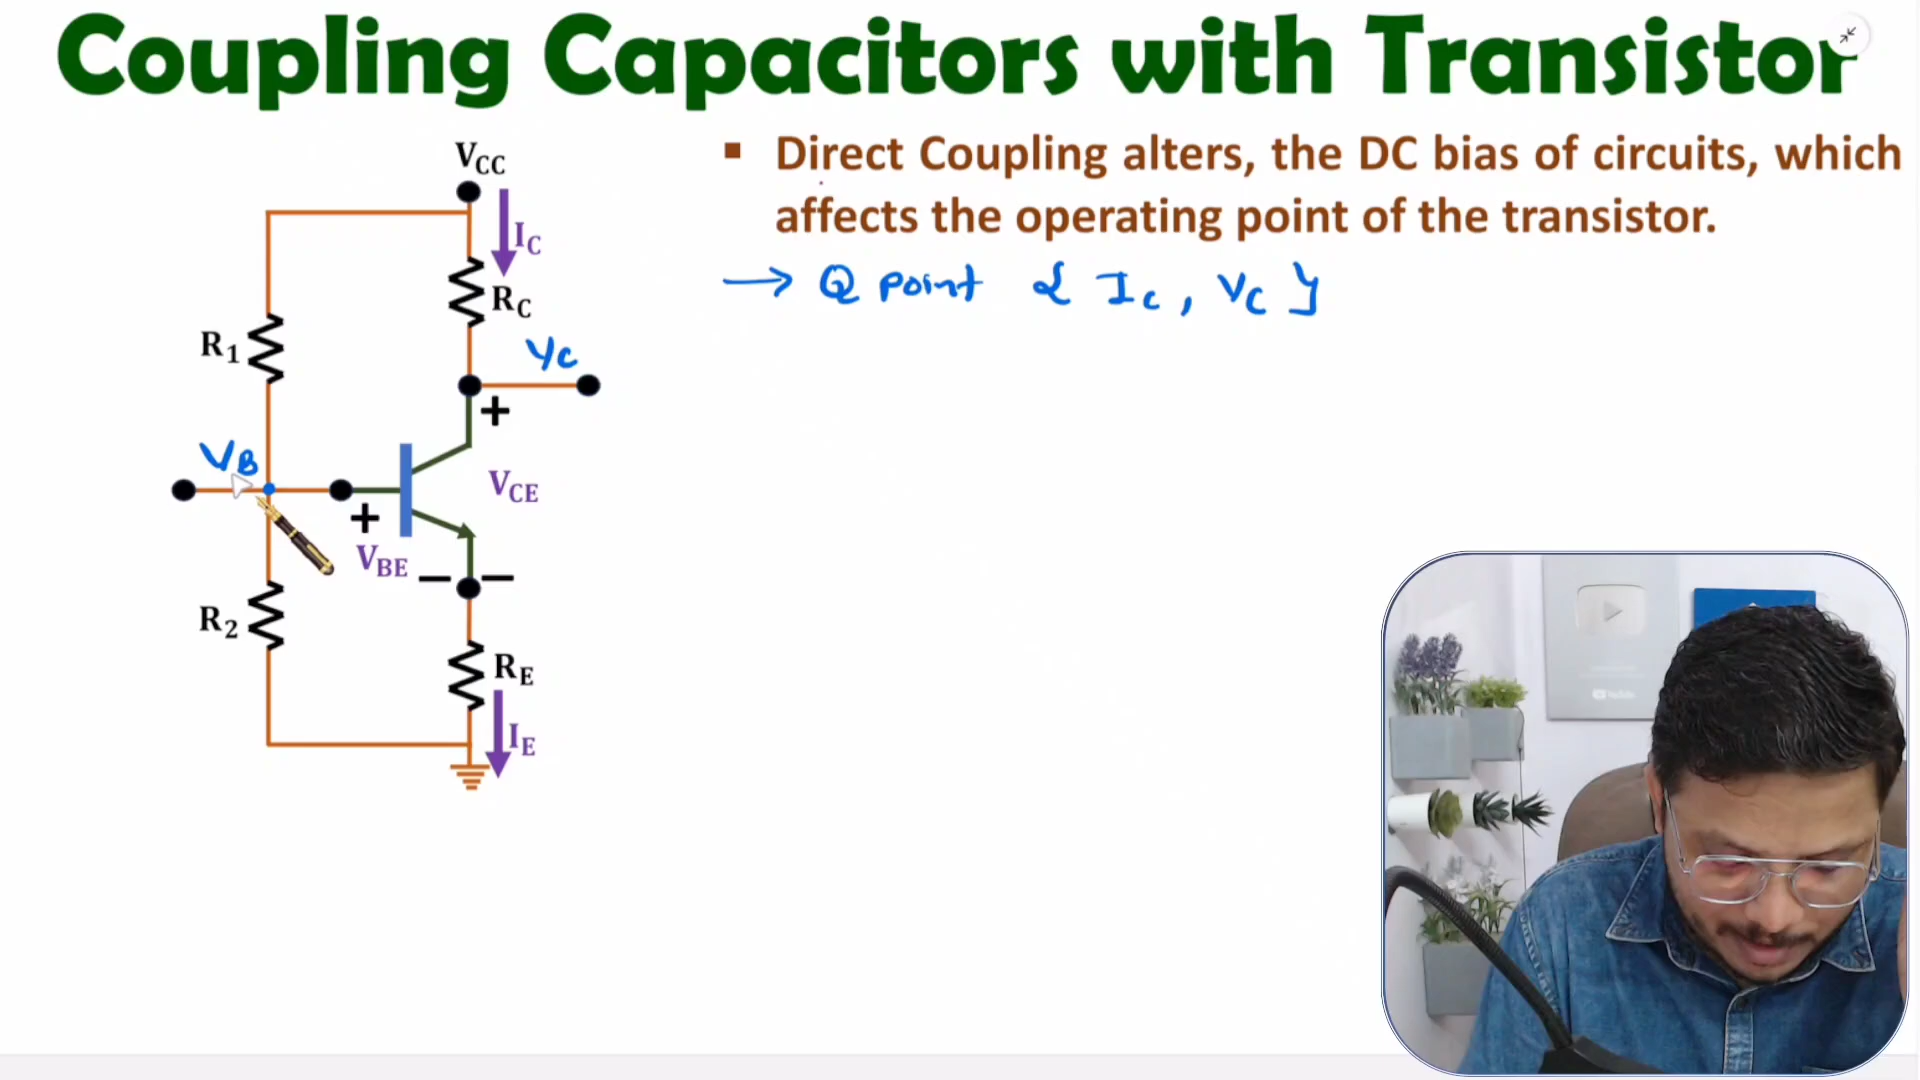 Coupling Capacitors with Transistor
▪ Direct Coupling alters, the DC bias of circuits, which
affects the operating point of the transistor.
→ Q point { Ic, Vc }
VCC
IC
RC
R1
Vc
VB
+
VCE
+
VBE
− −
R2
RE
IE